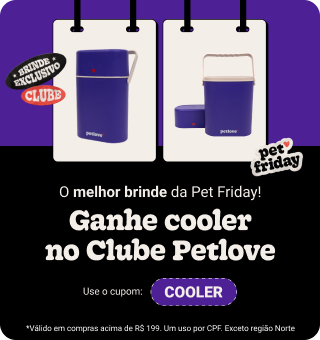 BRINDE
EXCLUSIVO
CLUBE
petlove
petlove
pet
friday
O melhor brinde da Pet Friday!
Ganhe cooler
no Clube Petlove
Use o cupom: COOLER
*Válido em compras acima de R$ 199. Um uso por CPF. Exceto região Norte